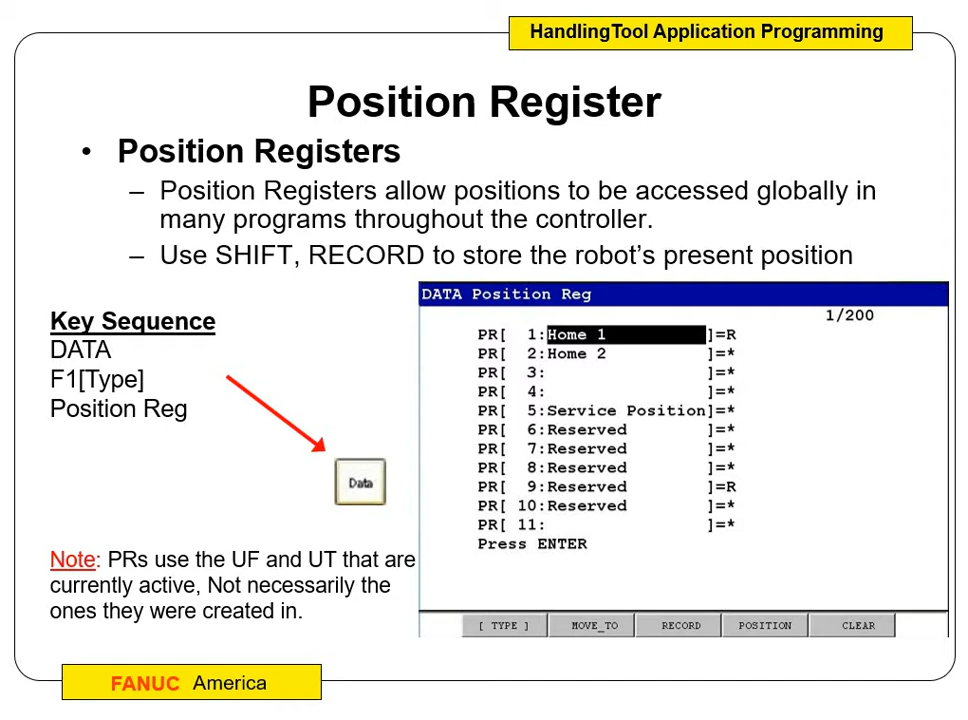 HandlingTool Application Programming
Position Register
• Position Registers
– Position Registers allow positions to be accessed globally in
many programs throughout the controller.
– Use SHIFT, RECORD to store the robot’s present position
Key Sequence
DATA
F1[Type]
Position Reg
Data
Note: PRs use the UF and UT that are
currently active, Not necessarily the
ones they were created in.
DATA Position Reg
1/200
PR[ 1:Home 1 ]=R
PR[ 2:Home 2 ]=*
PR[ 3: ]=*
PR[ 4: ]=*
PR[ 5:Service Position]=*
PR[ 6:Reserved ]=*
PR[ 7:Reserved ]=*
PR[ 8:Reserved ]=*
PR[ 9:Reserved ]=R
PR[ 10:Reserved ]=*
PR[ 11: ]=*
Press ENTER
[ TYPE ] MOVE_TO RECORD POSITION CLEAR
FANUC America